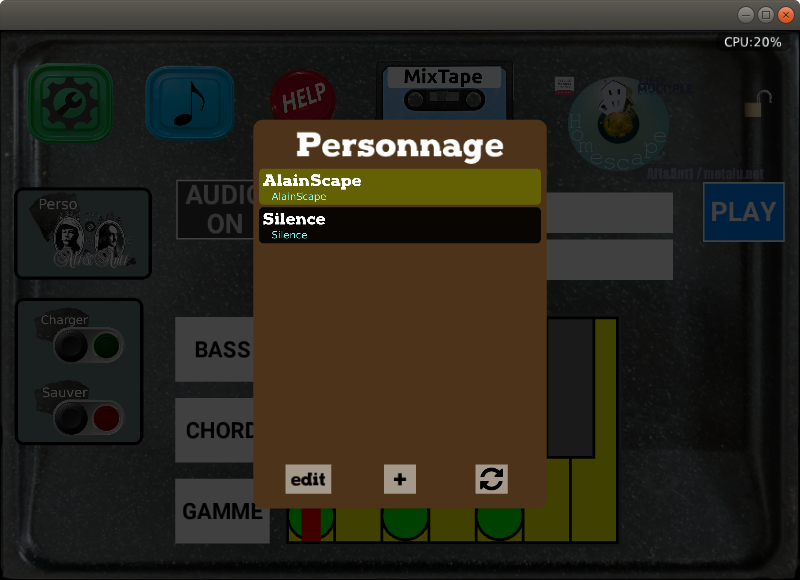 CPU:20%
MixTape
HELP
Homescape
Perso
AUDIO
ON
PLAY
Personnage
AlainScape
AlainScape
Silence
Silence
Charger
Sauver
BASS
CHORD
GAMME
edit
+